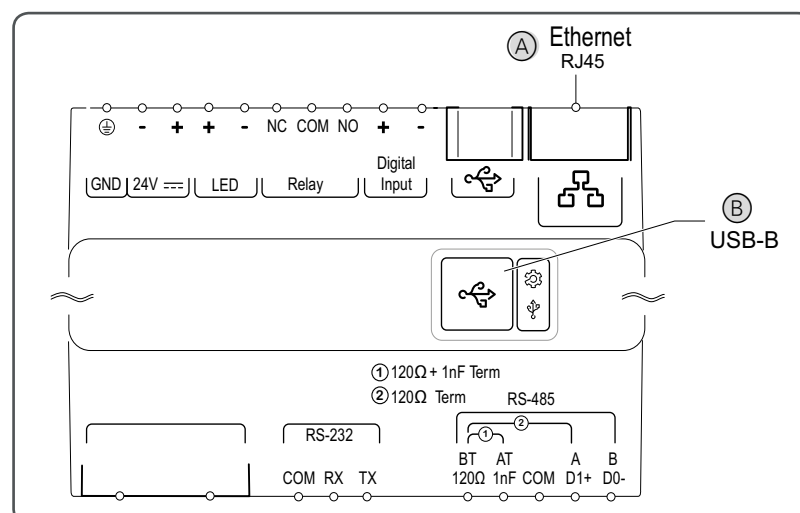 A Ethernet
RJ45
- + + - NC COM NO + -
GND 24V LED Relay Digital Input
B
USB-B
1 120Ω + 1nF Term
2 120Ω Term
RS-485
RS-232
2
1
BT AT A B
COM RX TX 120Ω 1nF COM D1+ D0-